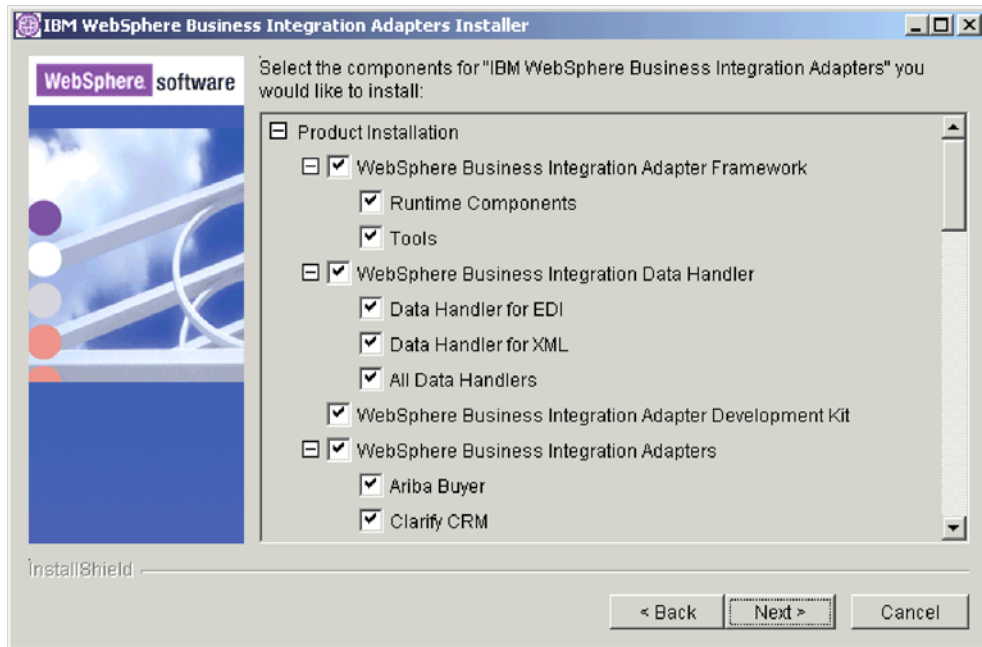 IBM WebSphere Business Integration Adapters Installer
WebSphere software
Select the components for "IBM WebSphere Business Integration Adapters" you
would like to install:
Product Installation
WebSphere Business Integration Adapter Framework
Runtime Components
Tools
WebSphere Business Integration Data Handler
Data Handler for EDI
Data Handler for XML
All Data Handlers
WebSphere Business Integration Adapter Development Kit
WebSphere Business Integration Adapters
Ariba Buyer
Clarify CRM
InstallShield
< Back
Next >
Cancel